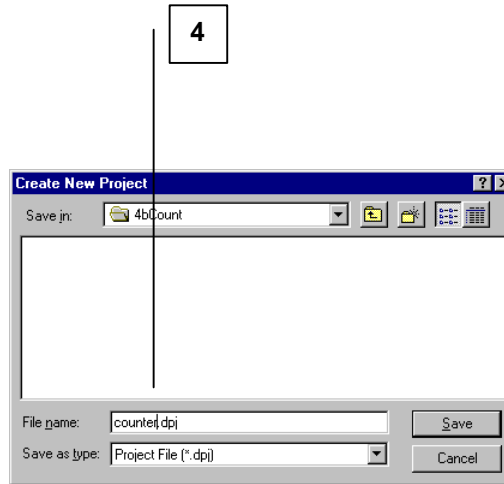 4
Create New Project
Save in: 4bCount
File name: counter.dpj Save
Save as type: Project File (*.dpj) Cancel